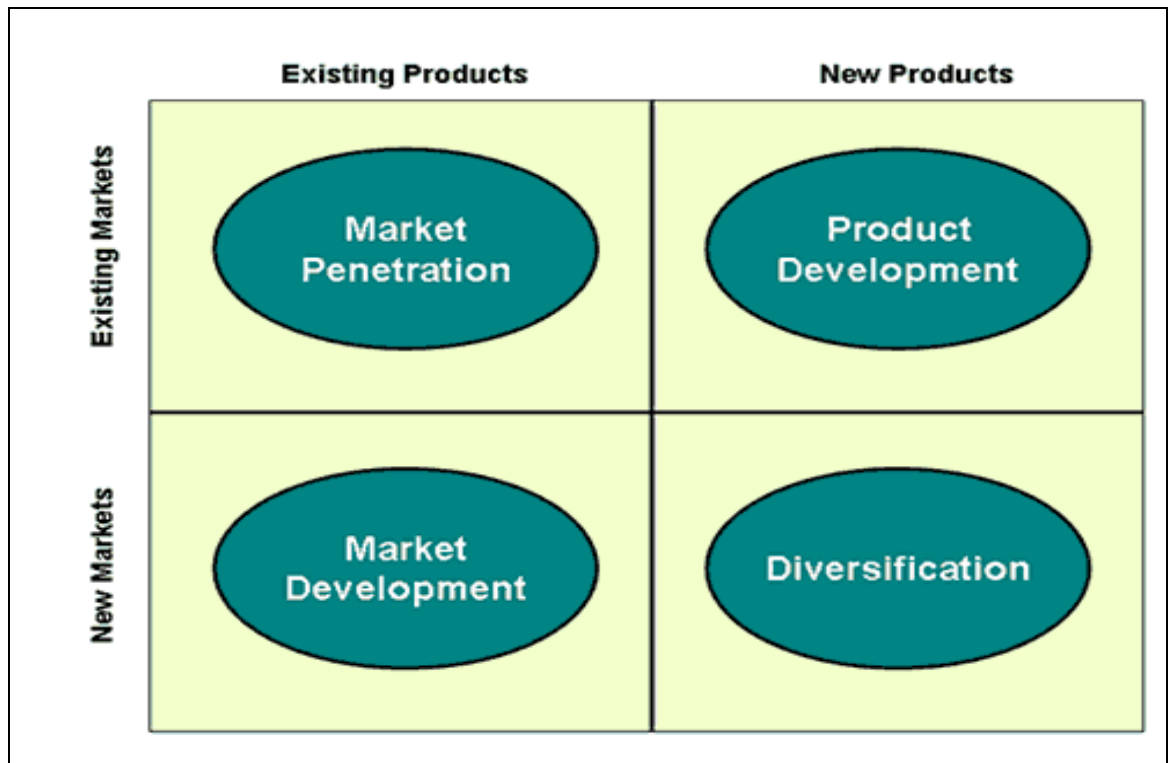 Existing Products
New Products
Existing Markets
Market
Penetration
Product
Development
New Markets
Market
Development
Diversification